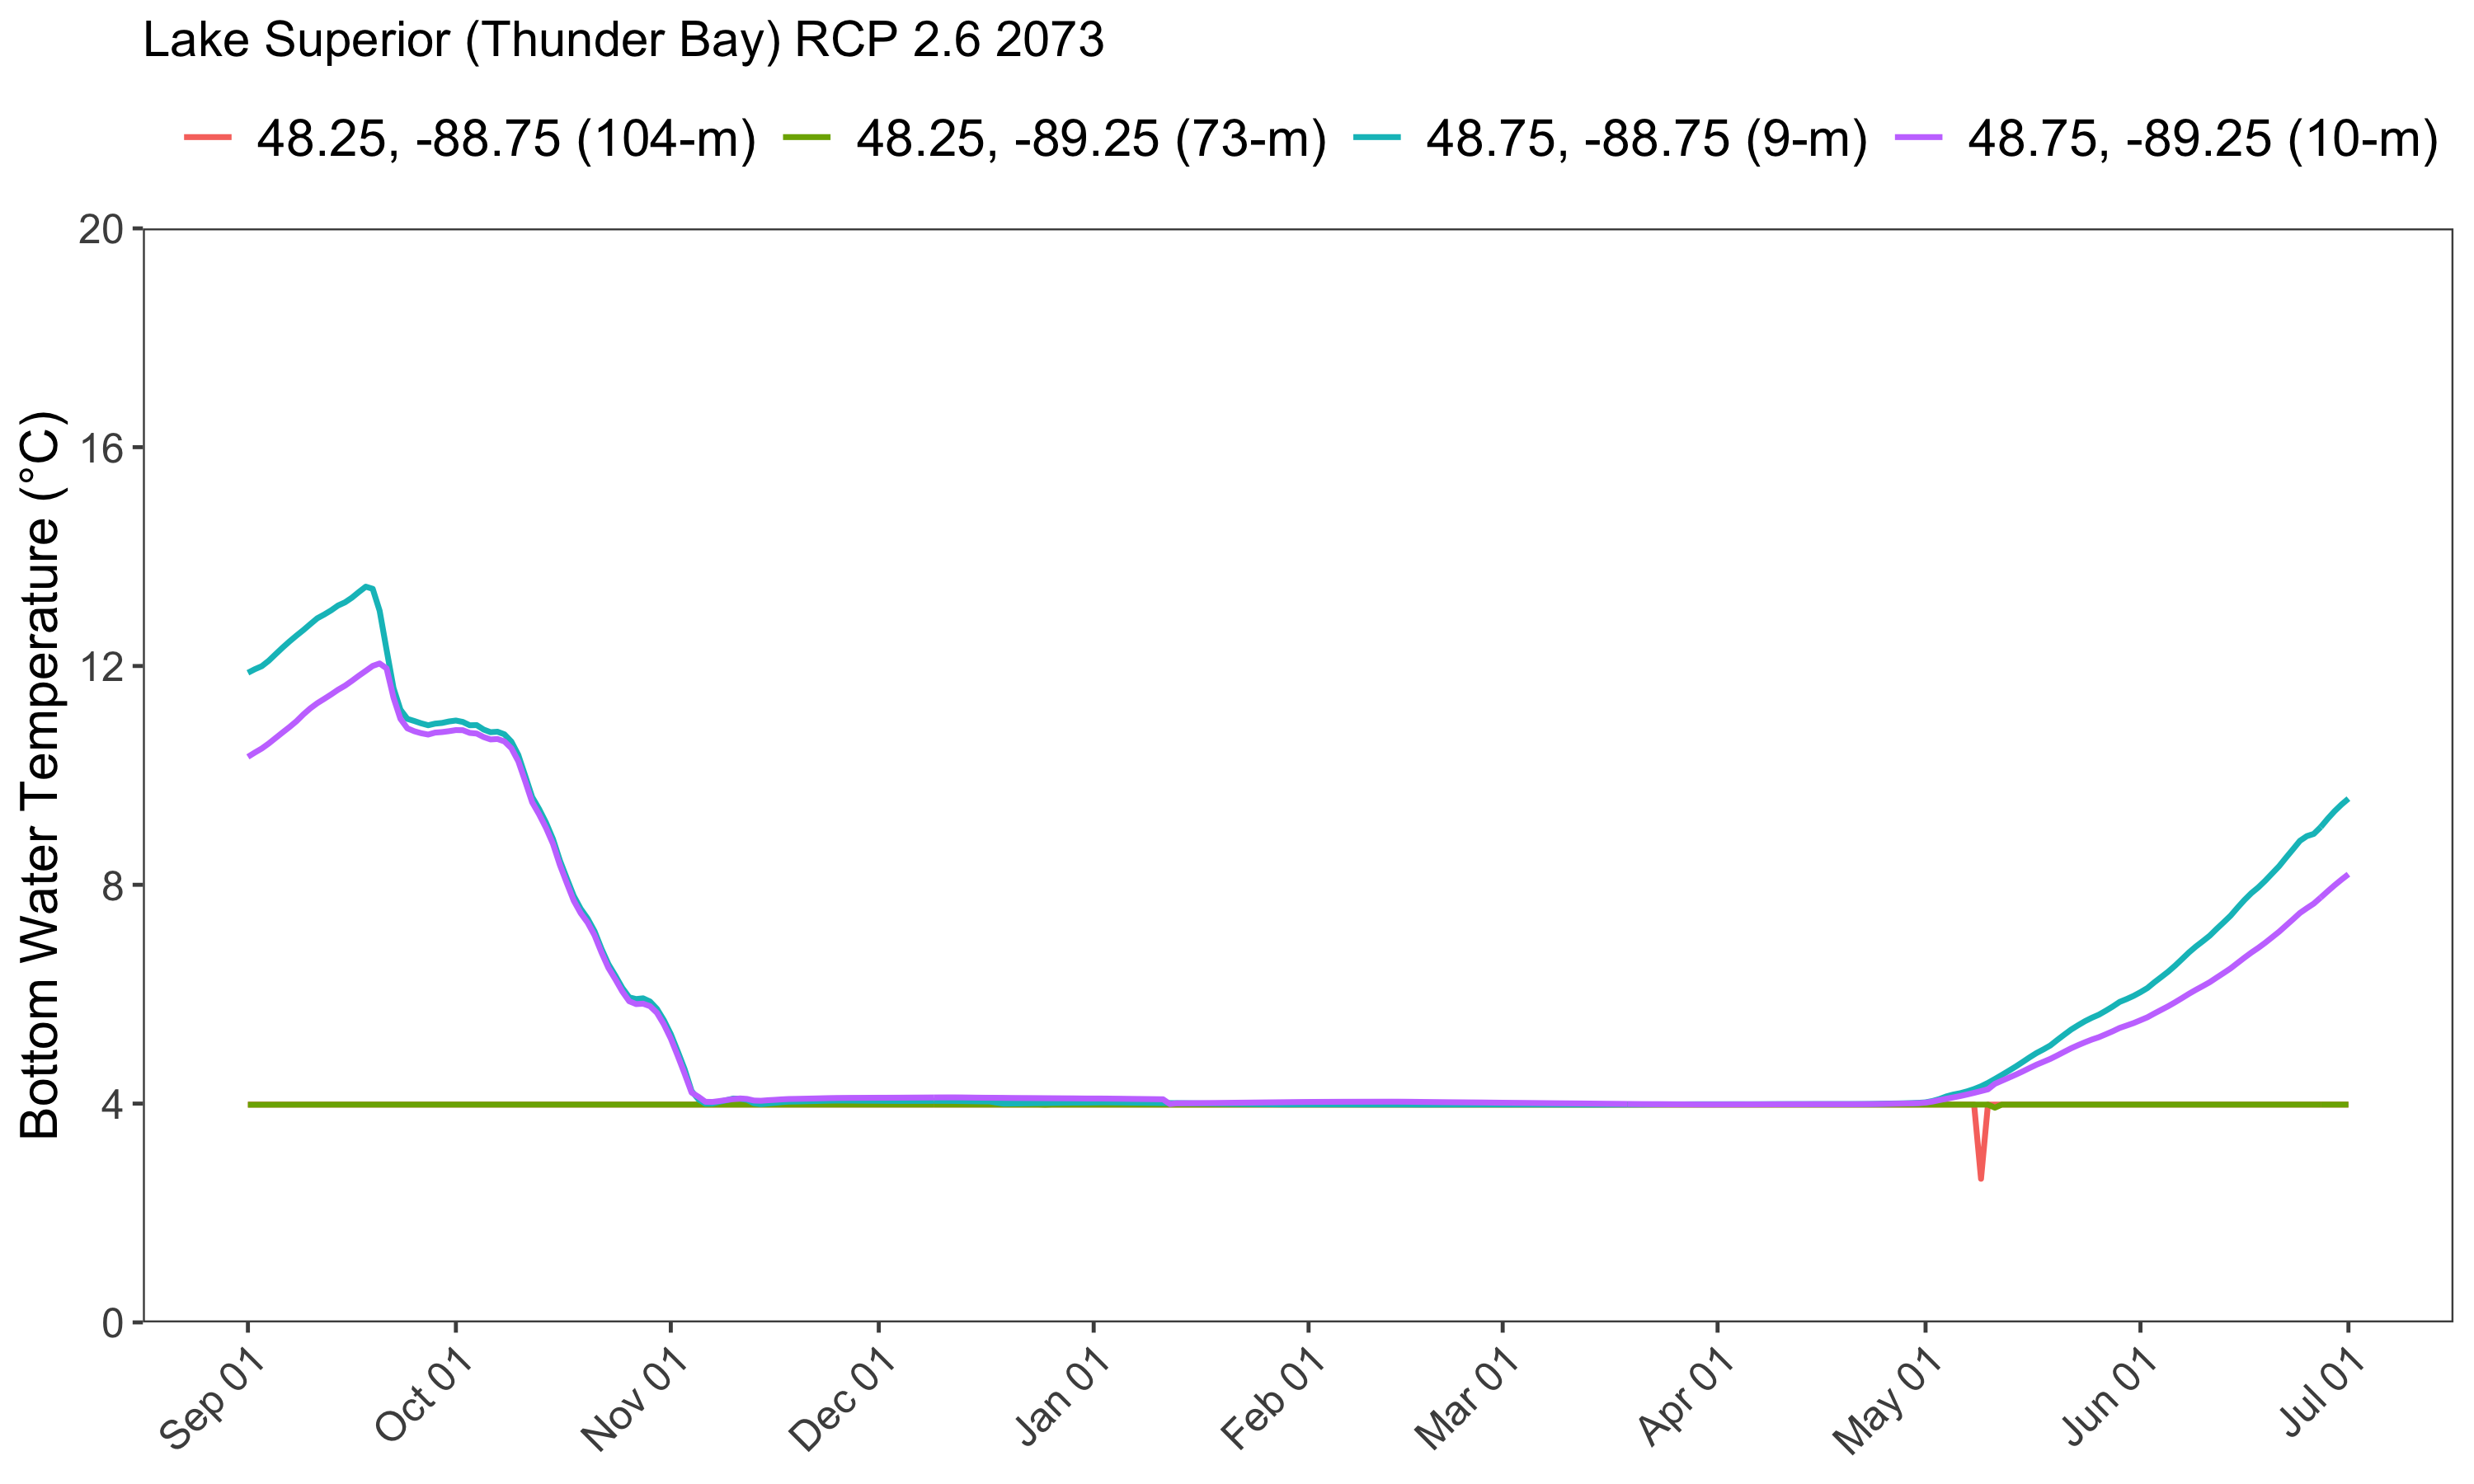 Lake Superior (Thunder Bay) RCP 2.6 2073
48.25, -88.75 (104-m) 48.25, -89.25 (73-m) 48.75, -88.75 (9-m) 48.75, -89.25 (10-m)
Bottom Water Temperature (°C)
20
16
12
8
4
0
Sep 01 Oct 01 Nov 01 Dec 01 Jan 01 Feb 01 Mar 01 Apr 01 May 01 Jun 01 Jul 01